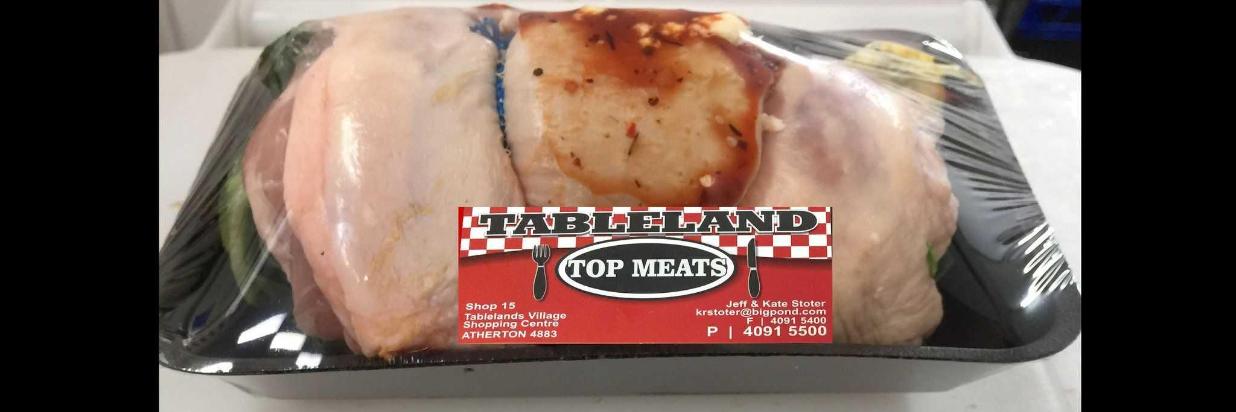 TABLELAND
TOP MEATS
Shop 15
Tablelands Village
Shopping Centre
ATHERTON 4883
Jeff & Kate Stoter
krstoter@bigpond.com
F | 4091 5400
P | 4091 5500